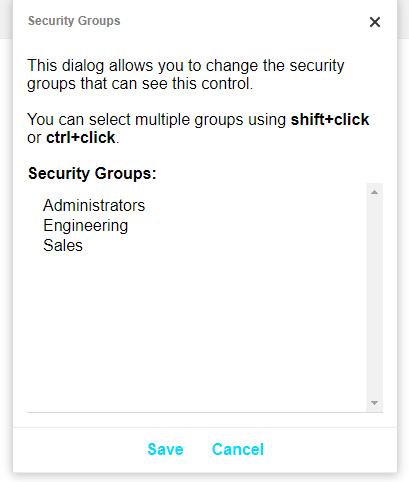 Security Groups
This dialog allows you to change the security
groups that can see this control.
You can select multiple groups using shift+click
or ctrl+click.
Security Groups:
Administrators
Engineering
Sales
Save Cancel